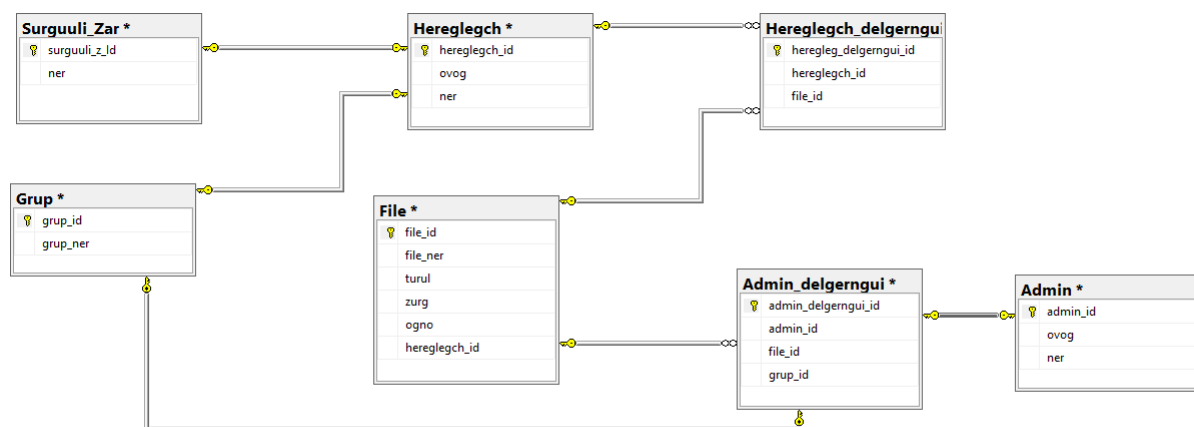 Surguuli_Zar *
surguuli_z_Id
ner
Hereglegch *
hereglegch_id
ovog
ner
Hereglegch_delgerngui
heregleg_delgerngui_id
hereglegch_id
file_id
Grup *
grup_id
grup_ner
File *
file_id
file_ner
turul
zurg
ogno
hereglegch_id
Admin_delgerngui *
admin_delgerngui_id
admin_id
file_id
grup_id
Admin *
admin_id
ovog
ner